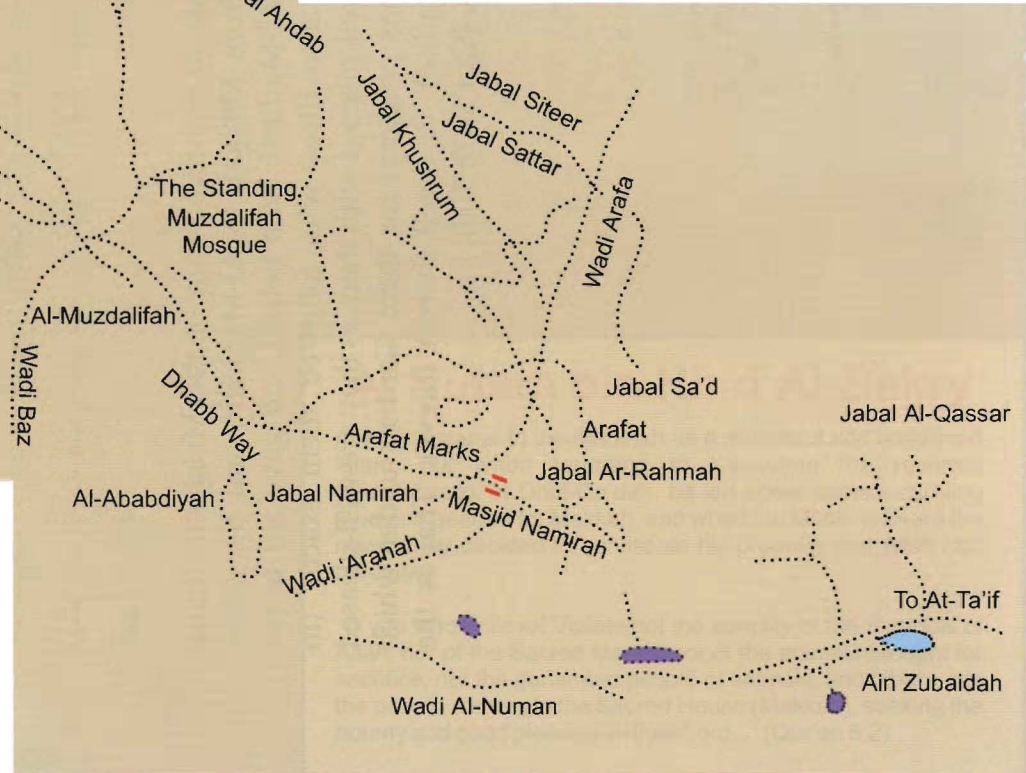 al Ahdab
Jabal Siteer
Jabal Sattar
Jabal Khushrum
The Standing
Muzdalifah
Mosque
Wadi Arafa
Al-Muzdalifah
Wadi Baz
Dhabb Way
Jabal Sa'd
Jabal Al-Qassar
Arafat Marks
Arafat
Jabal Ar-Rahmah
Al-Ababdiyah
Jabal Namirah
Masjid Namirah
Wadi 'Aranah
To At-Ta'if
Ain Zubaidah
Wadi Al-Numan